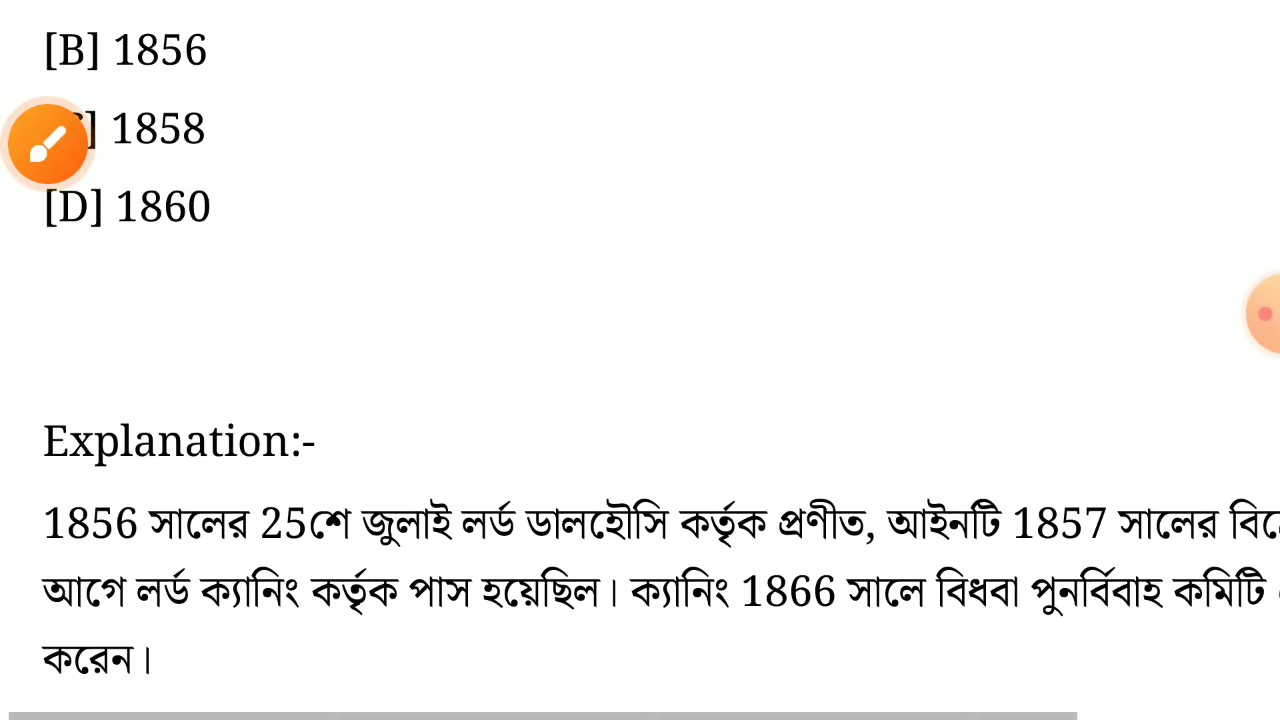 [B] 1856
] 1858
[D] 1860
Explanation:-
1856 সালের 25শে জুলাই লর্ড ডালহৌসি কর্তৃক প্রণীত, আইনটি 1857 সালের
আগে লর্ড ক্যানিং কর্তৃক পাস হয়েছিল। ক্যানিং 1866 সালে বিধবা পুনর্বিবাহ কমিটি
করেন।